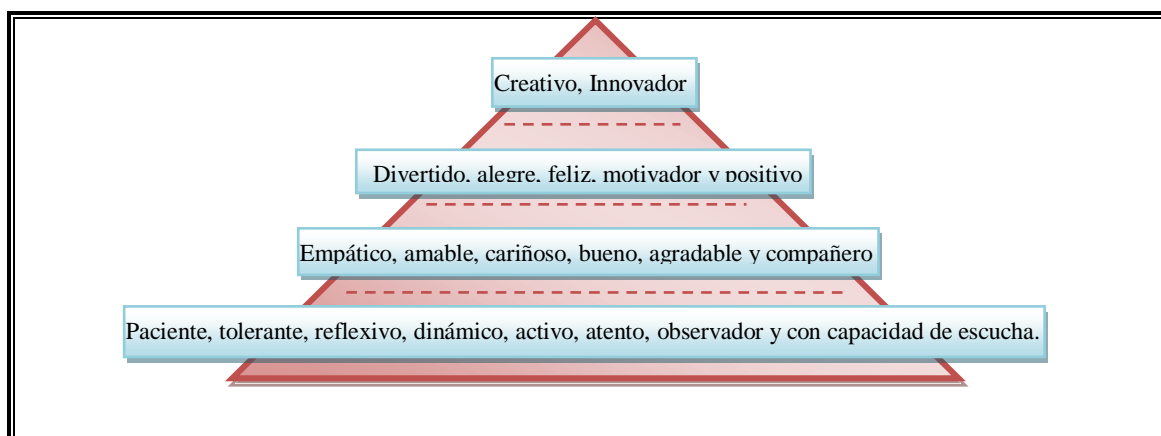 Creativo, Innovador
Divertido, alegre, feliz, motivador y positivo
Empático, amable, cariñoso, bueno, agradable y compañero
Paciente, tolerante, reflexivo, dinámico, activo, atento, observador y con capacidad de escucha.